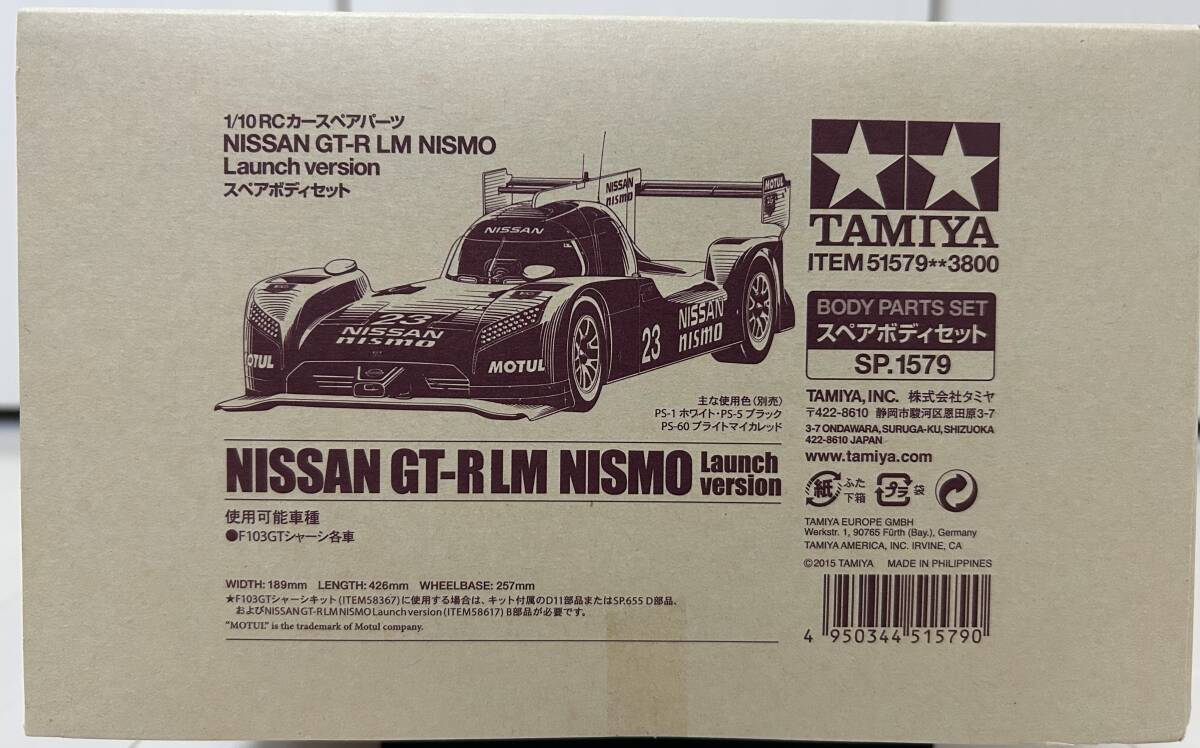 1/10 RCカースペアパーツ
NISSAN GT-R LM NISMO
Launch version
スペアボディセット
NISSAN
nismo
MOTUL
NISSAN
23
NISSAN
nismo
OTUL
MOTUL
23
NISSAN
nismo
主な使用色（別売）
PS-1 ホワイト・PS-5 ブラック
PS-60 ブライトマイカレッド
NISSAN GT-R LM NISMO Launch version
使用可能車種
●F103GTシャーシ各車
WIDTH: 189mm LENGTH: 426mm WHEELBASE: 257mm
★F103GTシャーシキット(ITEM58367)に使用する場合は、キット付属のD11部品またはSP.655 D部品、
およびNISSAN GT-R LM NISMO Launch version (ITEM58617) B部品が必要です。
"MOTUL" is the trademark of Motul company.
TAMIYA
ITEM 51579**3800
BODY PARTS SET
スペアボディセット
SP.1579
TAMIYA, INC. 株式会社タミヤ
〒422-8610 静岡市駿河区恩田原3-7
3-7 ONDAWARA, SURUGA-KU, SHIZUOKA
422-8610 JAPAN
www.tamiya.com
紙 ふた 下箱 プラ 袋
TAMIYA EUROPE GMBH
Werkstr. 1, 90765 Fürth (Bay.), Germany
TAMIYA AMERICA, INC. IRVINE, CA
©2015 TAMIYA MADE IN PHILIPPINES
4 950344 515790